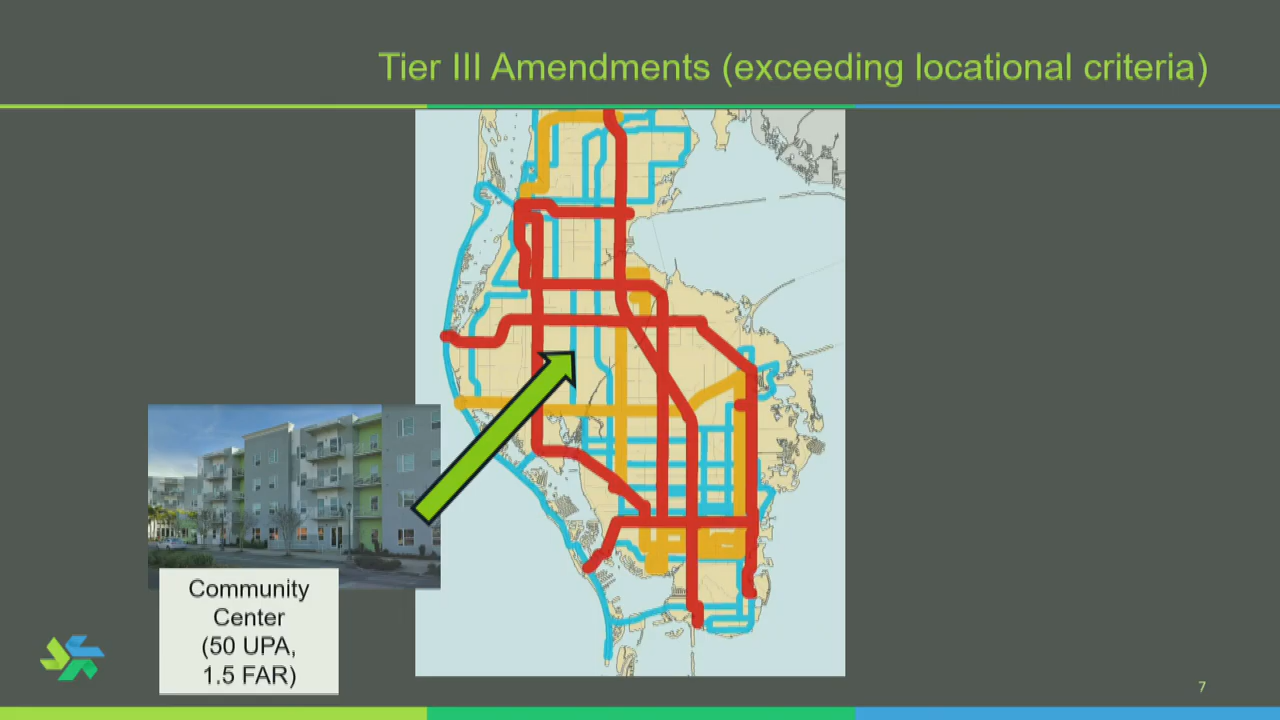 Tier III Amendments (exceeding locational criteria)
Community
Center
(50 UPA,
1.5 FAR)
7